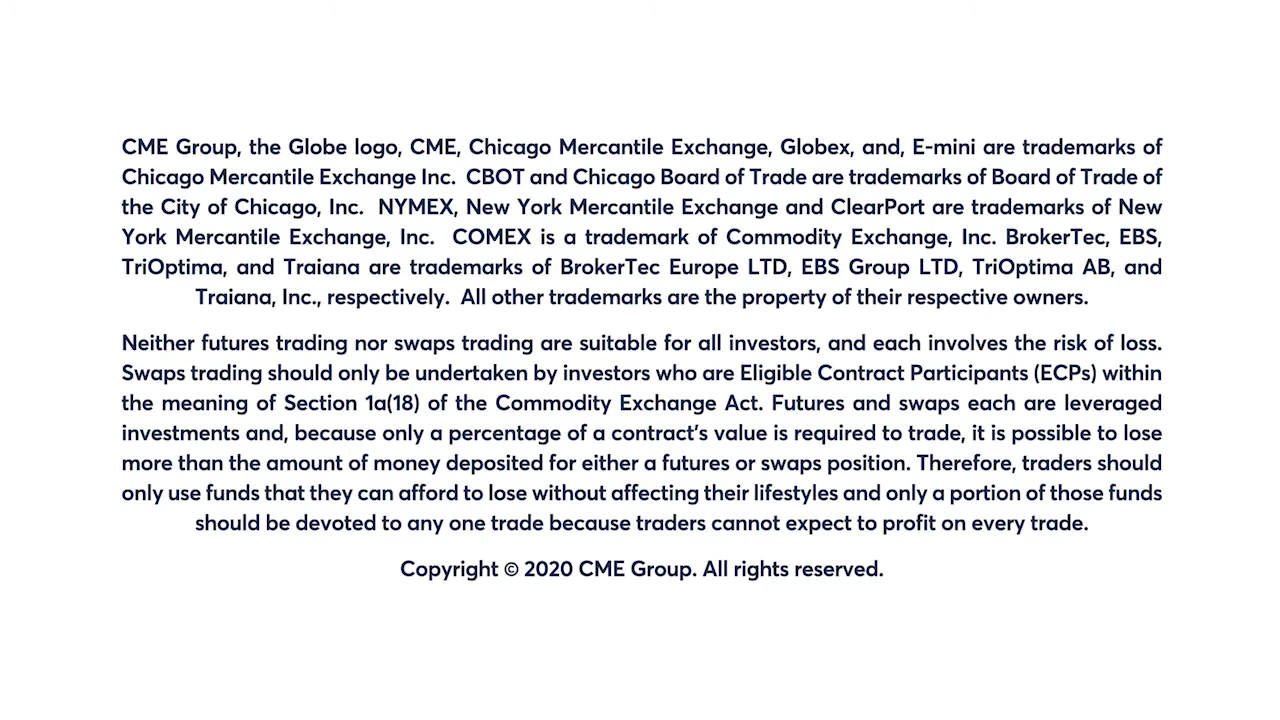 CME Group, the Globe logo, CME, Chicago Mercantile Exchange, Globex, and, E-mini are trademarks of
Chicago Mercantile Exchange Inc.  CBOT and Chicago Board of Trade are trademarks of Board of Trade of
the City of Chicago, Inc.  NYMEX, New York Mercantile Exchange and ClearPort are trademarks of New
York Mercantile Exchange, Inc.  COMEX is a trademark of Commodity Exchange, Inc. BrokerTec, EBS,
TriOptima, and Traiana are trademarks of BrokerTec Europe LTD, EBS Group LTD, TriOptima AB, and
Traiana, Inc., respectively.  All other trademarks are the property of their respective owners.
Neither futures trading nor swaps trading are suitable for all investors, and each involves the risk of loss.
Swaps trading should only be undertaken by investors who are Eligible Contract Participants (ECPs) within
the meaning of Section 1a(18) of the Commodity Exchange Act. Futures and swaps each are leveraged
investments and, because only a percentage of a contract's value is required to trade, it is possible to lose
more than the amount of money deposited for either a futures or swaps position. Therefore, traders should
only use funds that they can afford to lose without affecting their lifestyles and only a portion of those funds
should be devoted to any one trade because traders cannot expect to profit on every trade.
Copyright © 2020 CME Group. All rights reserved.